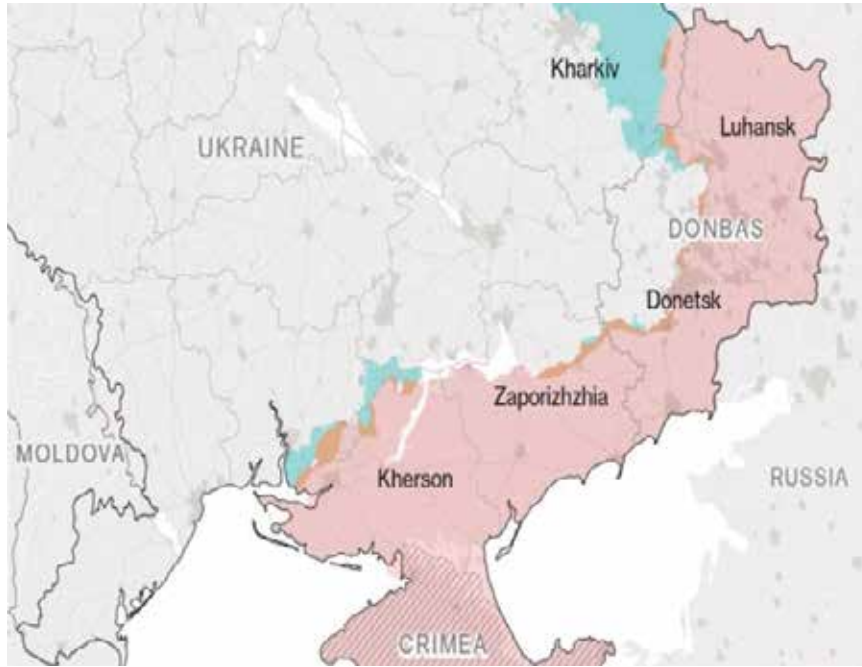 Kharkiv
Luhansk
UKRAINE
DONBAS
Donetsk
Zaporizhzhia
MOLDOVA
Kherson
RUSSIA
CRIMEA